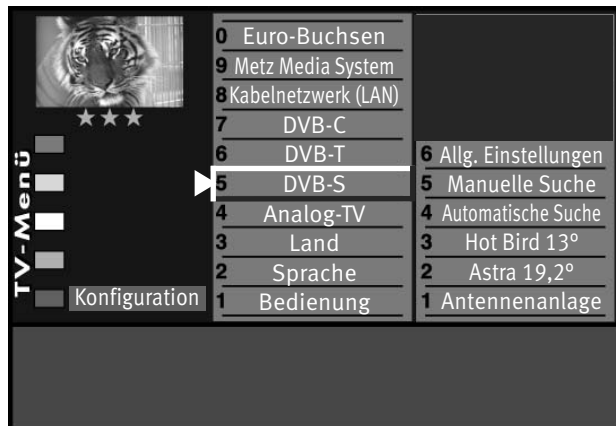 TV-Menü
Konfiguration
0 Euro-Buchsen
9 Metz Media System
8 Kabelnetzwerk (LAN)
7 DVB-C
6 DVB-T
5 DVB-S
4 Analog-TV
3 Land
2 Sprache
1 Bedienung
6 Allg. Einstellungen
5 Manuelle Suche
4 Automatische Suche
3 Hot Bird 13°
2 Astra 19,2°
1 Antennenanlage